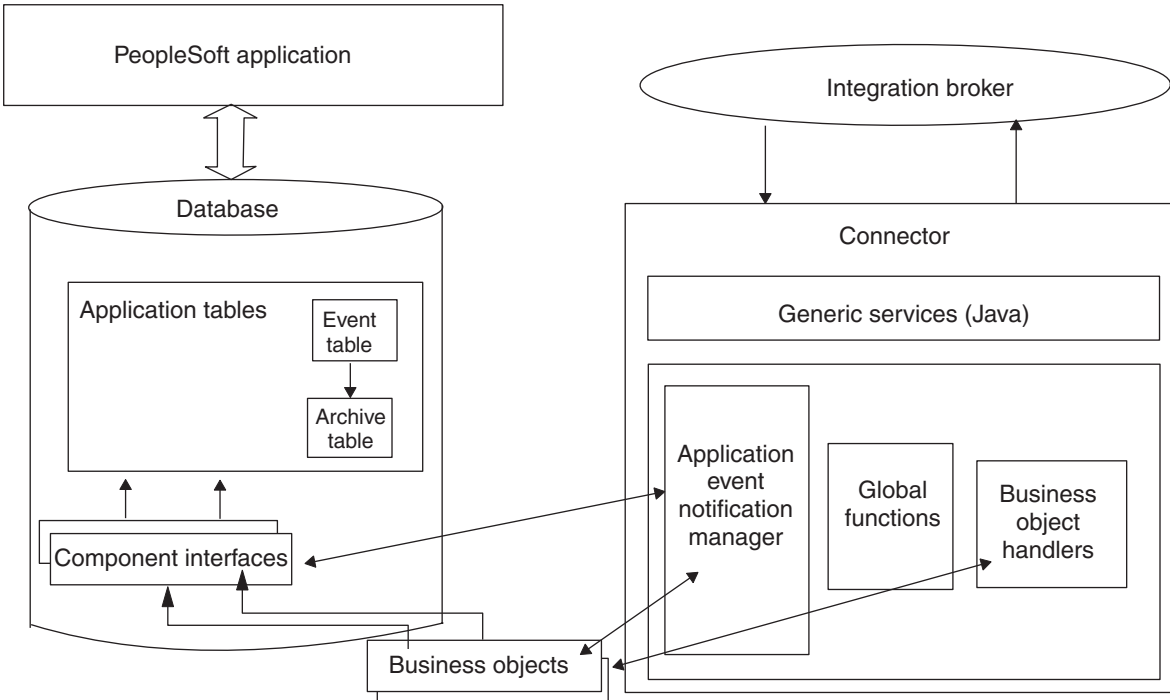 PeopleSoft application
Integration broker
Database
Connector
Application tables
Event
table
Generic services (Java)
Archive
table
Application
event
notification
manager
Global
functions
Business
object
handlers
Component interfaces
Business objects